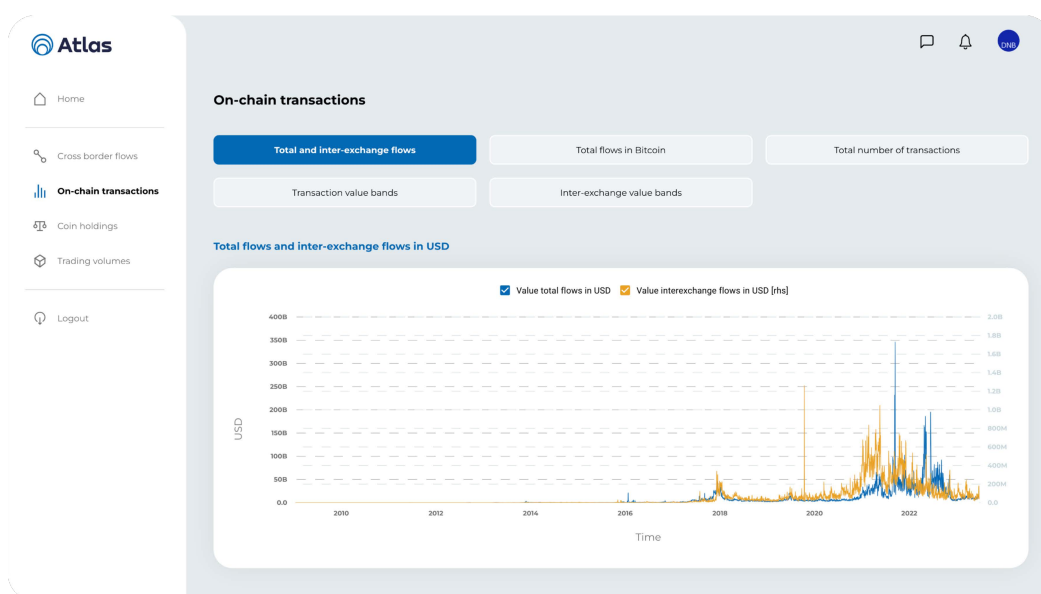 Atlas
DNB
Home
Cross border flows
On-chain transactions
Coin holdings
Trading volumes
Logout
On-chain transactions
Total and inter-exchange flows
Total flows in Bitcoin
Total number of transactions
Transaction value bands
Inter-exchange value bands
Total flows and inter-exchange flows in USD
Value total flows in USD
Value interexchange flows in USD [rhs]
USD
400B
350B
300B
250B
200B
150B
100B
50B
0.0
2.0B
1.8B
1.6B
1.4B
1.2B
1.0B
800M
600M
400M
200M
0.0
2010 2012 2014 2016 2018 2020 2022
Time